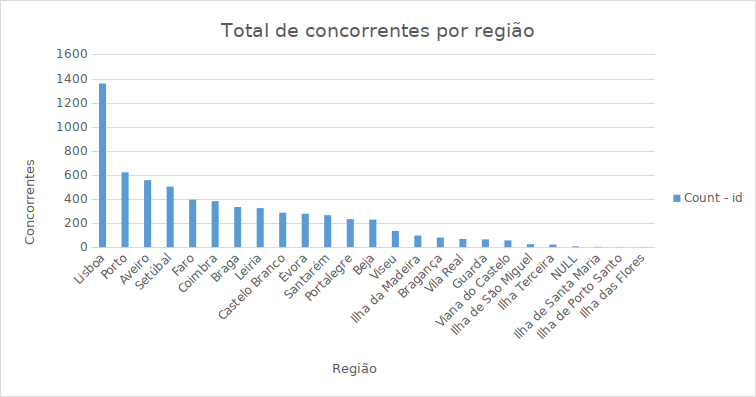 Total de concorrentes por região
1600
1400
1200
1000
800
600
400
200
0
Concorrentes
Lisboa
Porto
Aveiro
Setúbal
Faro
Coimbra
Braga
Leiria
Castelo Branco
Évora
Santarém
Portalegre
Beja
Viseu
Ilha da Madeira
Bragança
Vila Real
Guarda
Viana do Castelo
Ilha de São Miguel
Ilha Terceira
NULL
Ilha de Santa Maria
Ilha de Porto Santo
Ilha das Flores
Região
Count - id